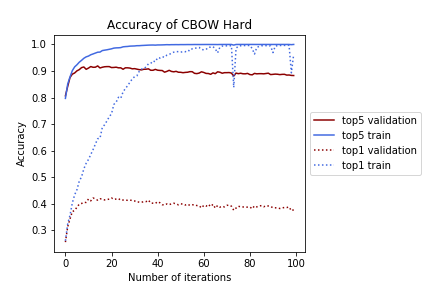 Accuracy of CBOW Hard
1.0
0.9
0.8
0.7
0.6
0.5
0.4
0.3
Accuracy
0
20
40
60
80
100
Number of iterations
top5 validation
top5 train
top1 validation
top1 train